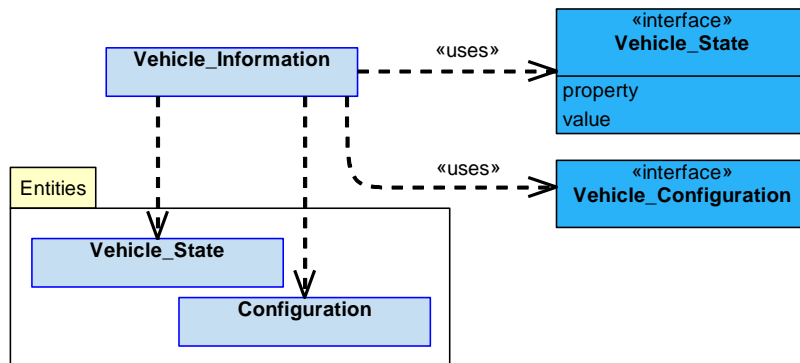 Vehicle_Information
«uses»
«interface»
Vehicle_State
property
value
«uses»
«interface»
Vehicle_Configuration
Entities
Vehicle_State
Configuration